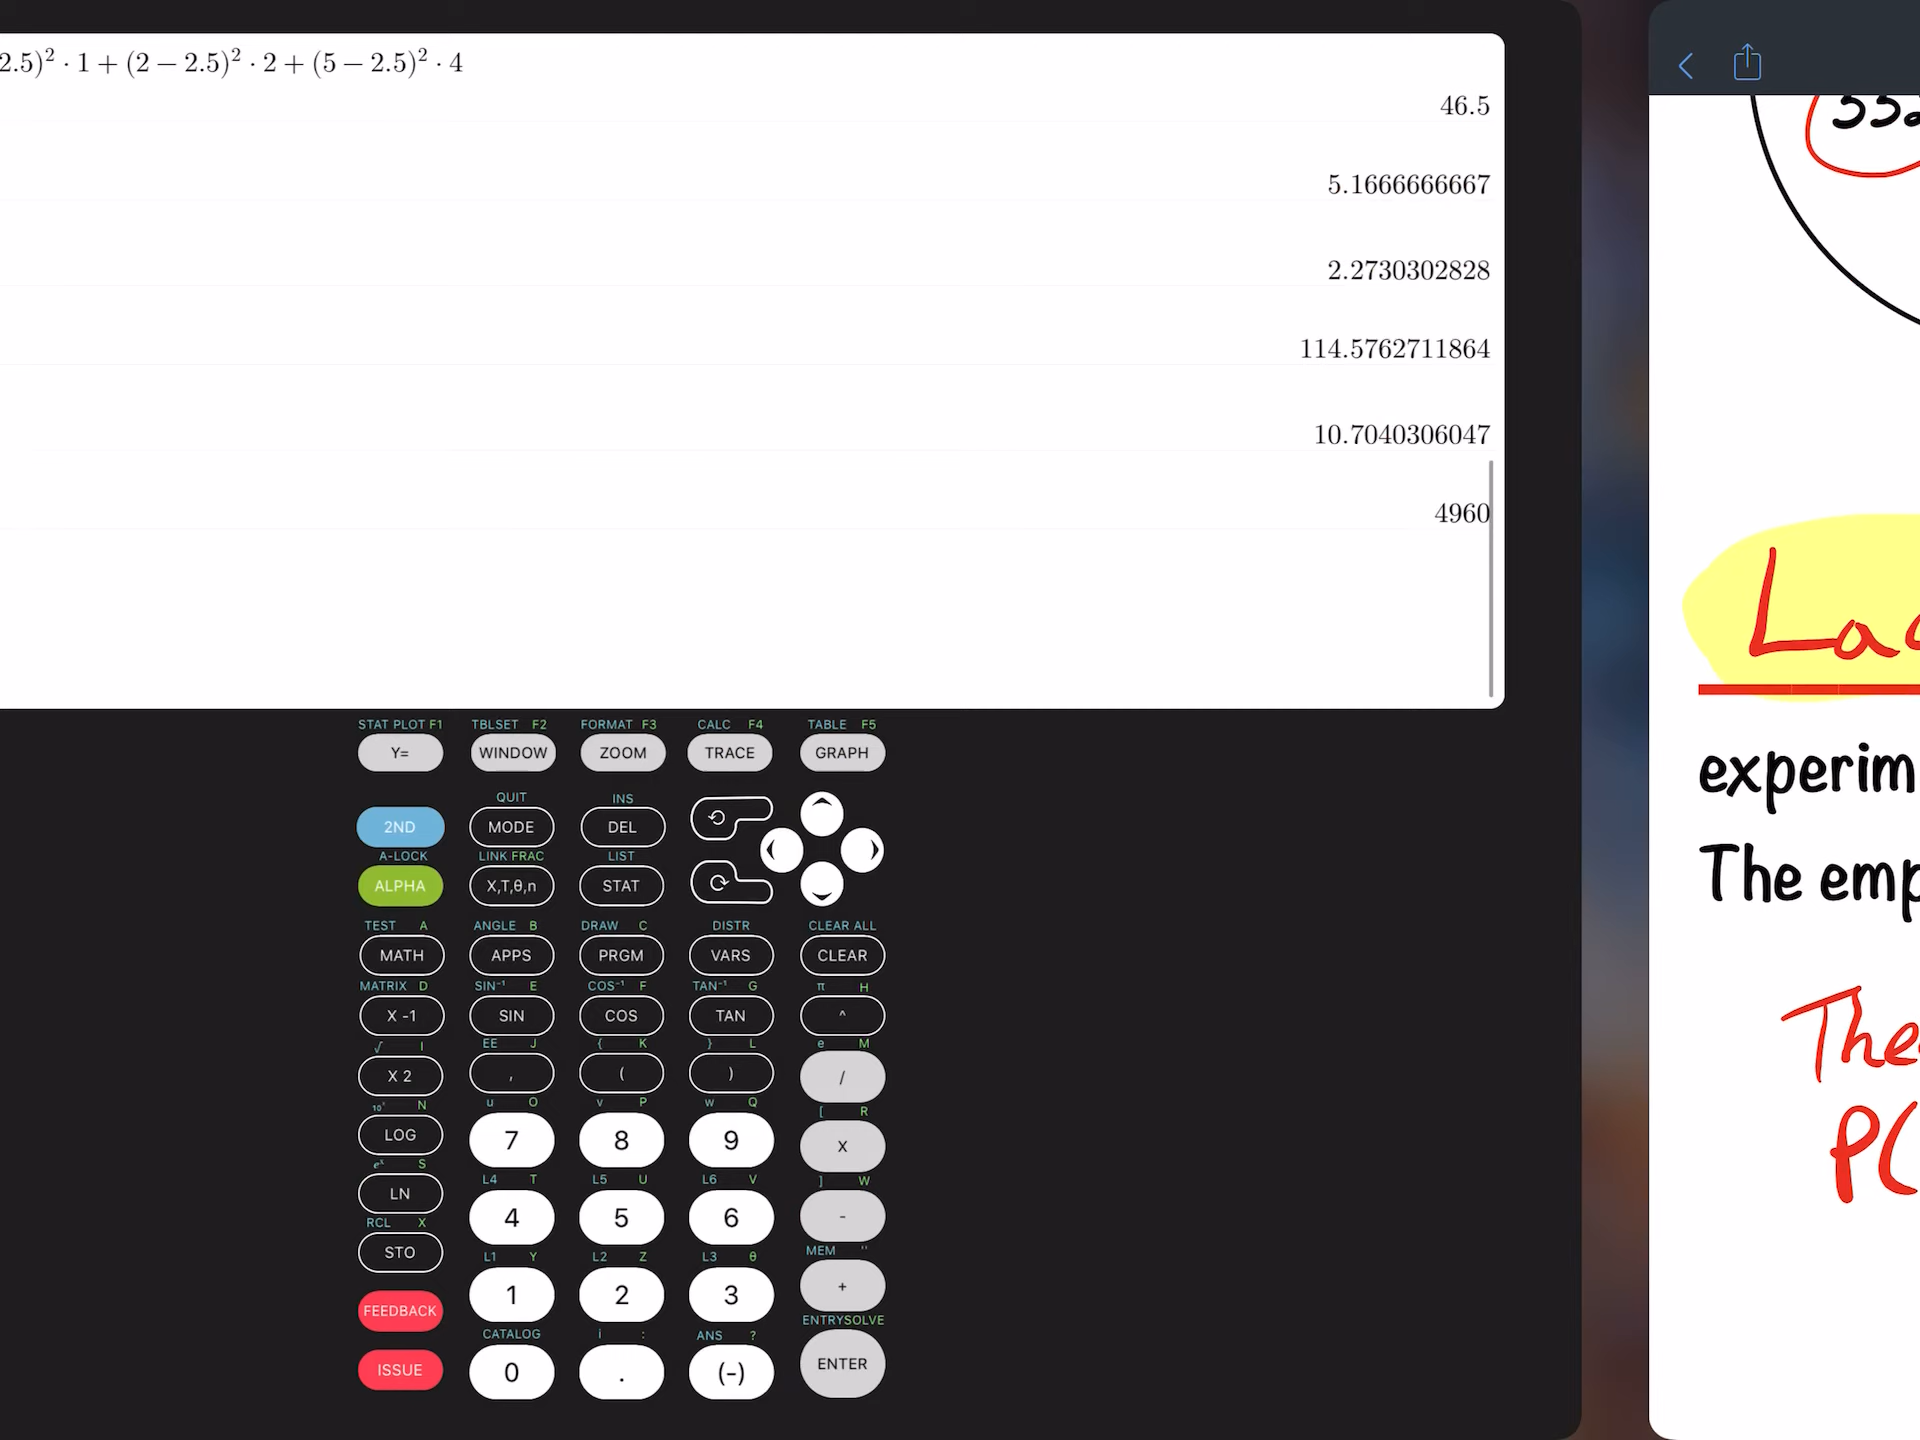 2.5)² · 1 + (2 − 2.5)² · 2 + (5 − 2.5)² · 4
46.5
5.1666666667
2.2730302828
114.5762711864
10.7040306047
4960
STAT PLOT F1 TBLSET F2 FORMAT F3 CALC F4 TABLE F5
Y= WINDOW ZOOM TRACE GRAPH
QUIT INS
2ND MODE DEL
A-LOCK LINK FRAC LIST
ALPHA X,T,θ,n STAT
TEST A ANGLE B DRAW C DISTR CLEAR ALL
MATH APPS PRGM VARS CLEAR
MATRIX D SIN⁻¹ E COS⁻¹ F TAN⁻¹ G π H
X -1 SIN COS TAN ^
√ I EE J { K } L e M
X 2 , ( ) /
10ˣ N u O v P w Q [ R
LOG 7 8 9 X
eˣ S L4 T L5 U L6 V ] W
LN 4 5 6 -
RCL X L1 Y L2 Z L3 θ MEM "
STO 1 2 3 +
FEEDBACK CATALOG i : ANS ? ENTRY SOLVE
ISSUE 0 . (-) ENTER
experim
The emp
The
P(